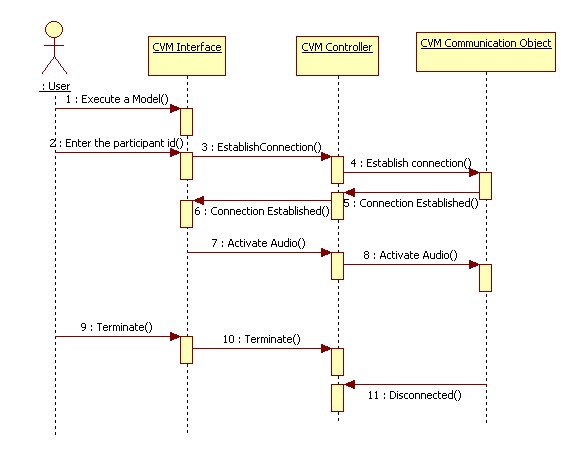 CVM Interface
CVM Controller
CVM Communication Object
: User
1 : Execute a Model()
2 : Enter the participant id()
3 : EstablishConnection()
4 : Establish connection()
5 : Connection Established()
6 : Connection Established()
7 : Activate Audio()
8 : Activate Audio()
9 : Terminate()
10 : Terminate()
11 : Disconnected()